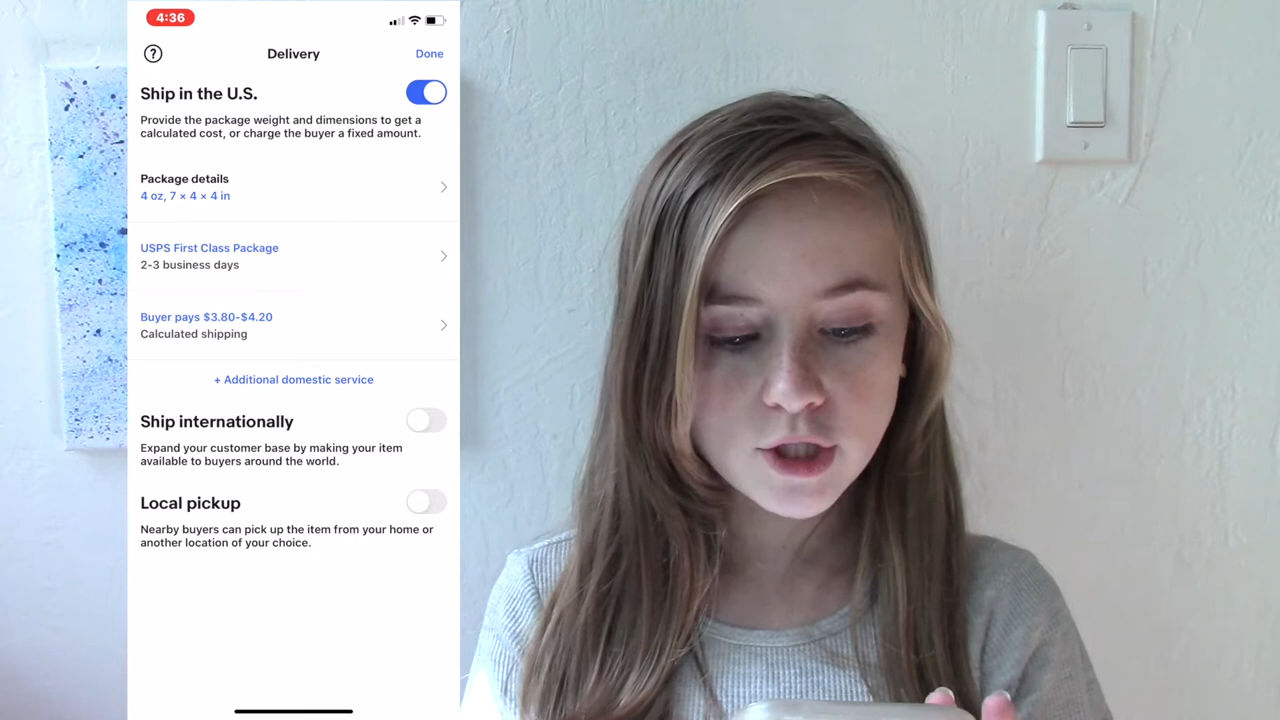 4:36
?
Delivery
Done
Ship in the U.S.
Provide the package weight and dimensions to get a
calculated cost, or charge the buyer a fixed amount.
Package details
4 oz, 7 × 4 × 4 in
USPS First Class Package
2-3 business days
Buyer pays $3.80-$4.20
Calculated shipping
+ Additional domestic service
Ship internationally
Expand your customer base by making your item
available to buyers around the world.
Local pickup
Nearby buyers can pick up the item from your home or
another location of your choice.